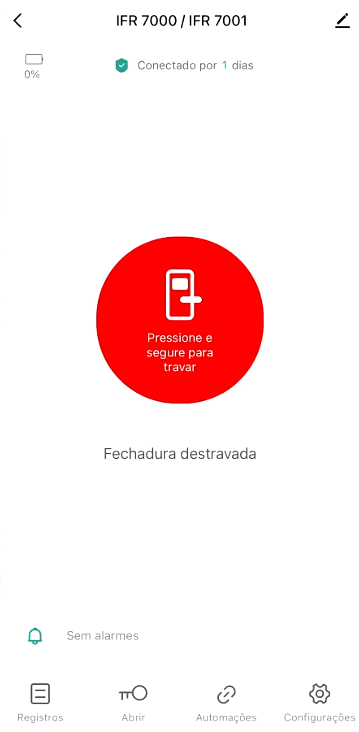 IFR 7000 / IFR 7001
0%
Conectado por 1 dias
Pressione e
segure para
travar
Fechadura destravada
Sem alarmes
Registros
Abrir
Automações
Configurações